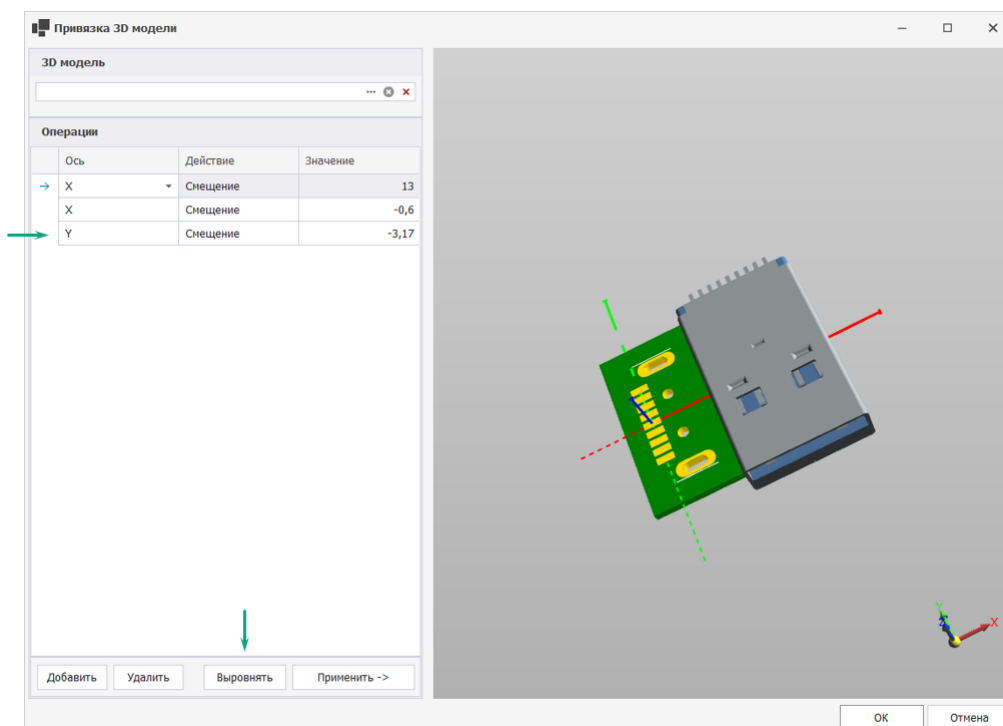 Привязка 3D модели
3D модель
Операции
Ось Действие Значение
X Смещение 13
X Смещение -0,6
Y Смещение -3,17
Добавить Удалить Выровнять Применить ->
Y
Z
X
ОК Отмена